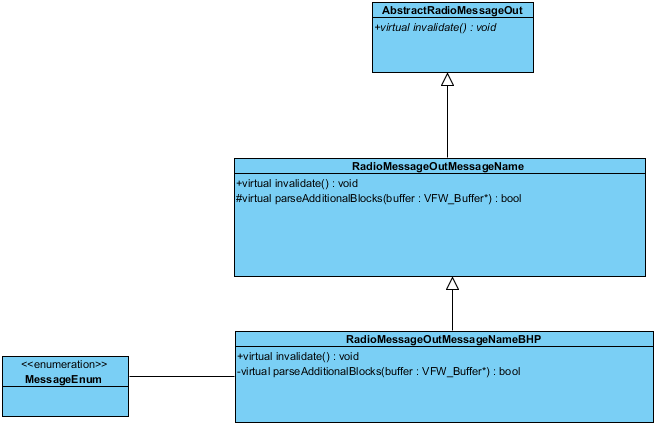 AbstractRadioMessageOut
+virtual invalidate() : void
RadioMessageOutMessageName
+virtual invalidate() : void
#virtual parseAdditionalBlocks(buffer : VFW_Buffer*) : bool
RadioMessageOutMessageNameBHP
+virtual invalidate() : void
-virtual parseAdditionalBlocks(buffer : VFW_Buffer*) : bool
<<enumeration>>
MessageEnum